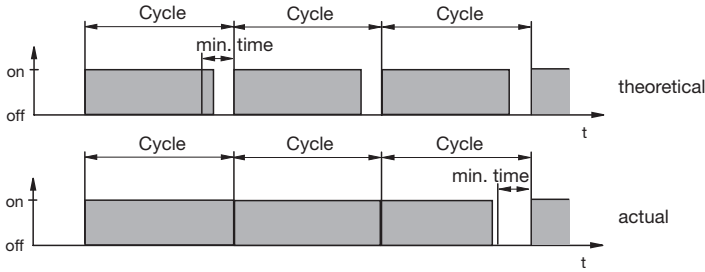 Cycle Cycle Cycle
min. time
on
theoretical
off
t
Cycle Cycle Cycle
min. time
on
actual
off
t